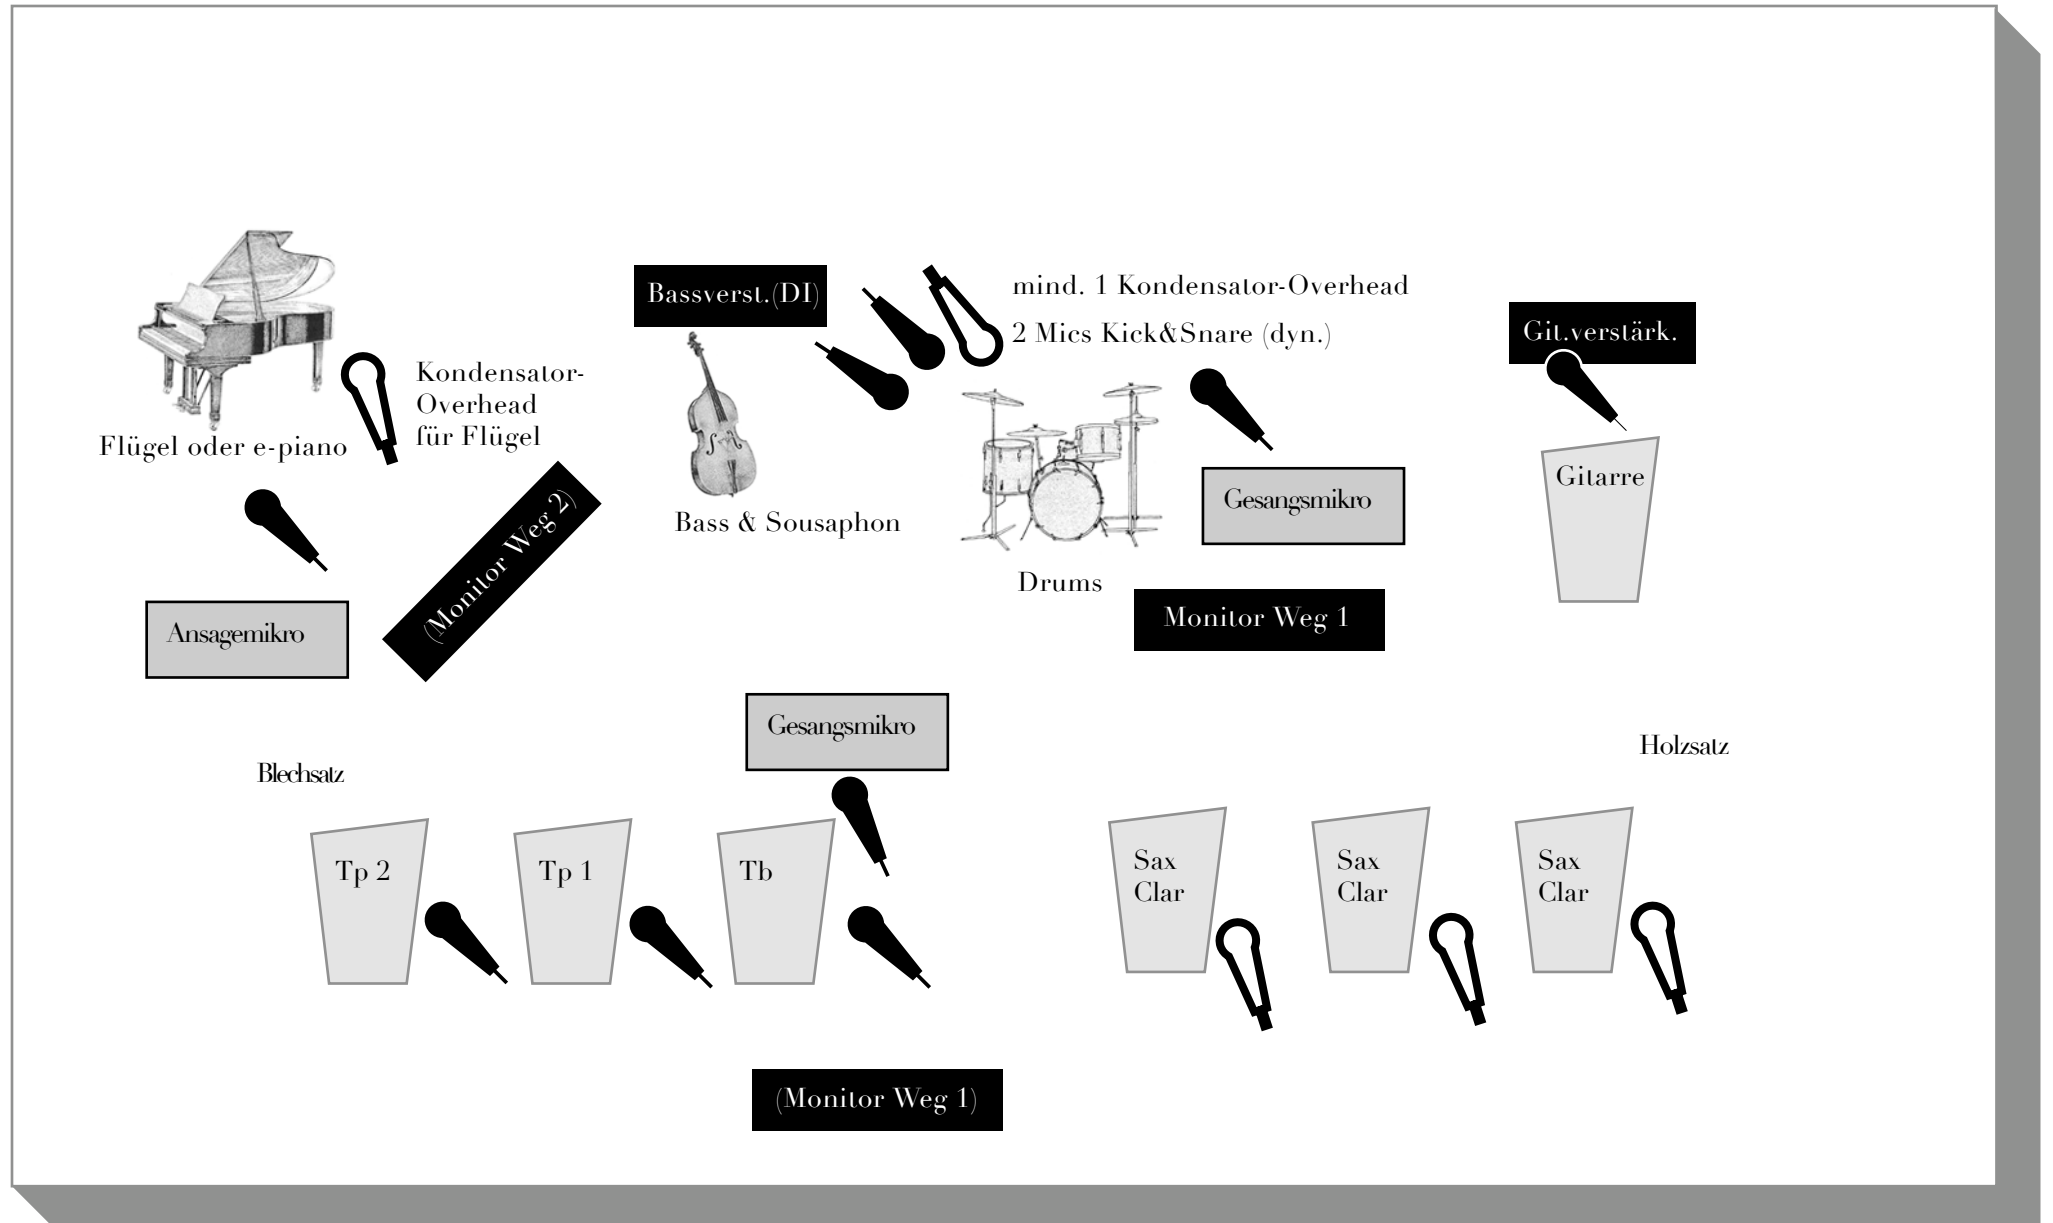 Bassverst.(DI)
mind. 1 Kondensator-Overhead
2 Mics Kick&Snare (dyn.)
Git.verstärk.
Kondensator-
Overhead
für Flügel
Flügel oder e-piano
Gitarre
Gesangsmikro
Bass & Sousaphon
(Monitor Weg 2)
Drums
Monitor Weg 1
Ansagemikro
Gesangsmikro
Holzsatz
Blechsatz
Tp 2
Tp 1
Tb
Sax
Clar
Sax
Clar
Sax
Clar
(Monitor Weg 1)